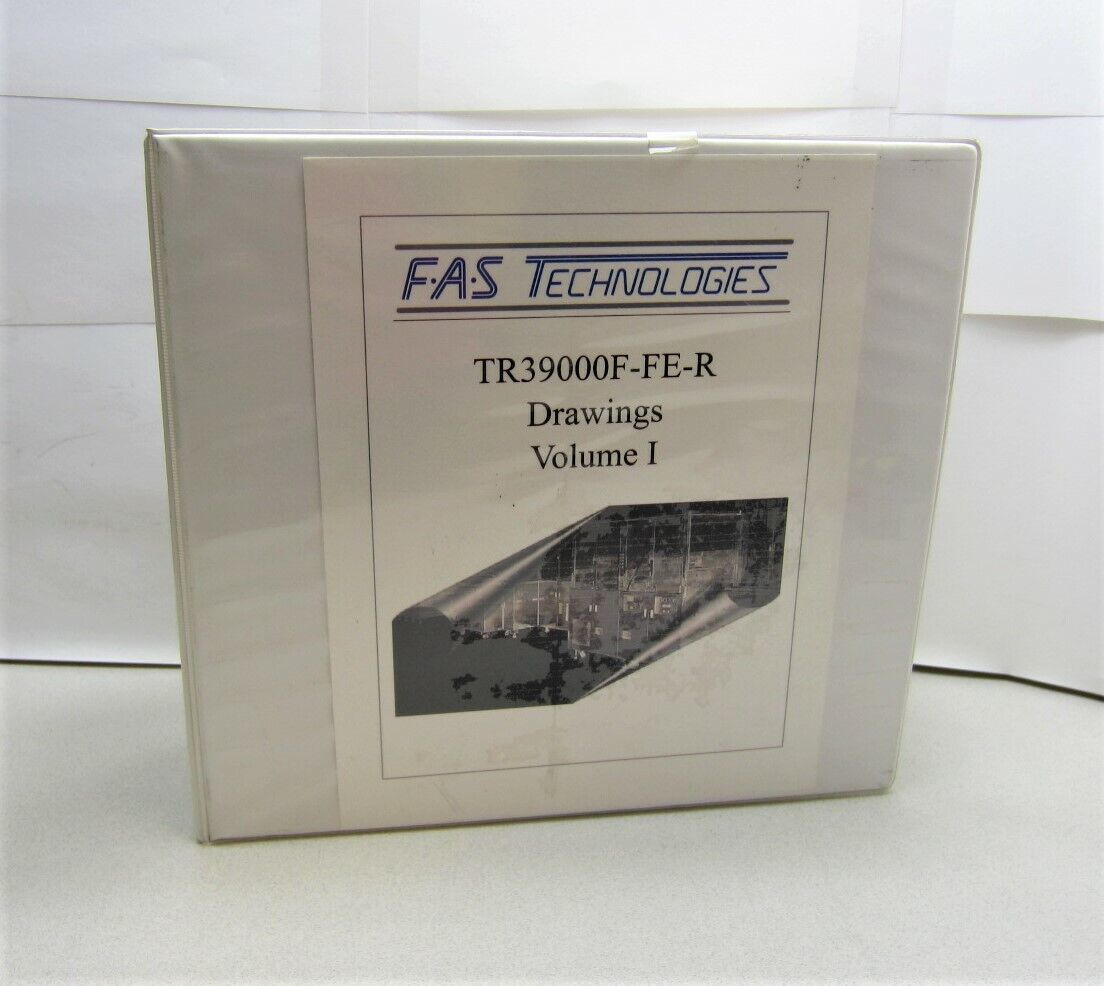 F·A·S TECHNOLOGIES
TR39000F-FE-R
Drawings
Volume I